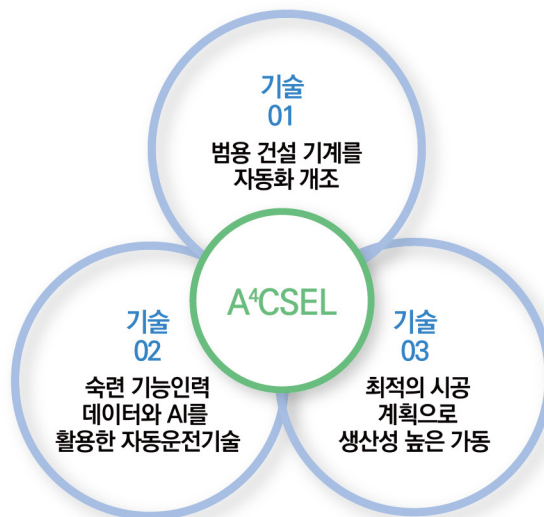 기술
01
범용 건설 기계를
자동화 개조
A⁴CSEL
기술
02
숙련 기능인력
데이터와 AI를
활용한 자동운전기술
기술
03
최적의 시공
계획으로
생산성 높은 가동